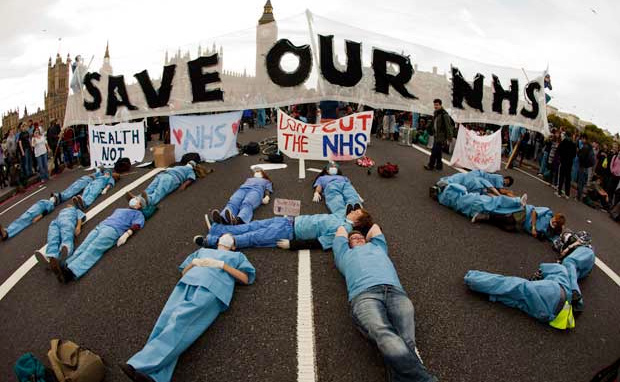 SAVE OUR NHS
HEALTH
NOT
NHS
DON'T CUT
THE NHS